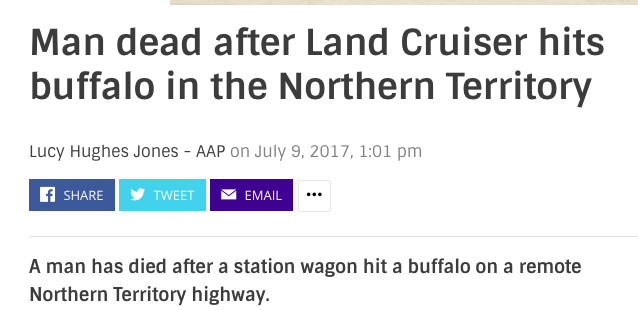 Man dead after Land Cruiser hits
buffalo in the Northern Territory
Lucy Hughes Jones - AAP on July 9, 2017, 1:01 pm
SHARE TWEET EMAIL •••
A man has died after a station wagon hit a buffalo on a remote
Northern Territory highway.